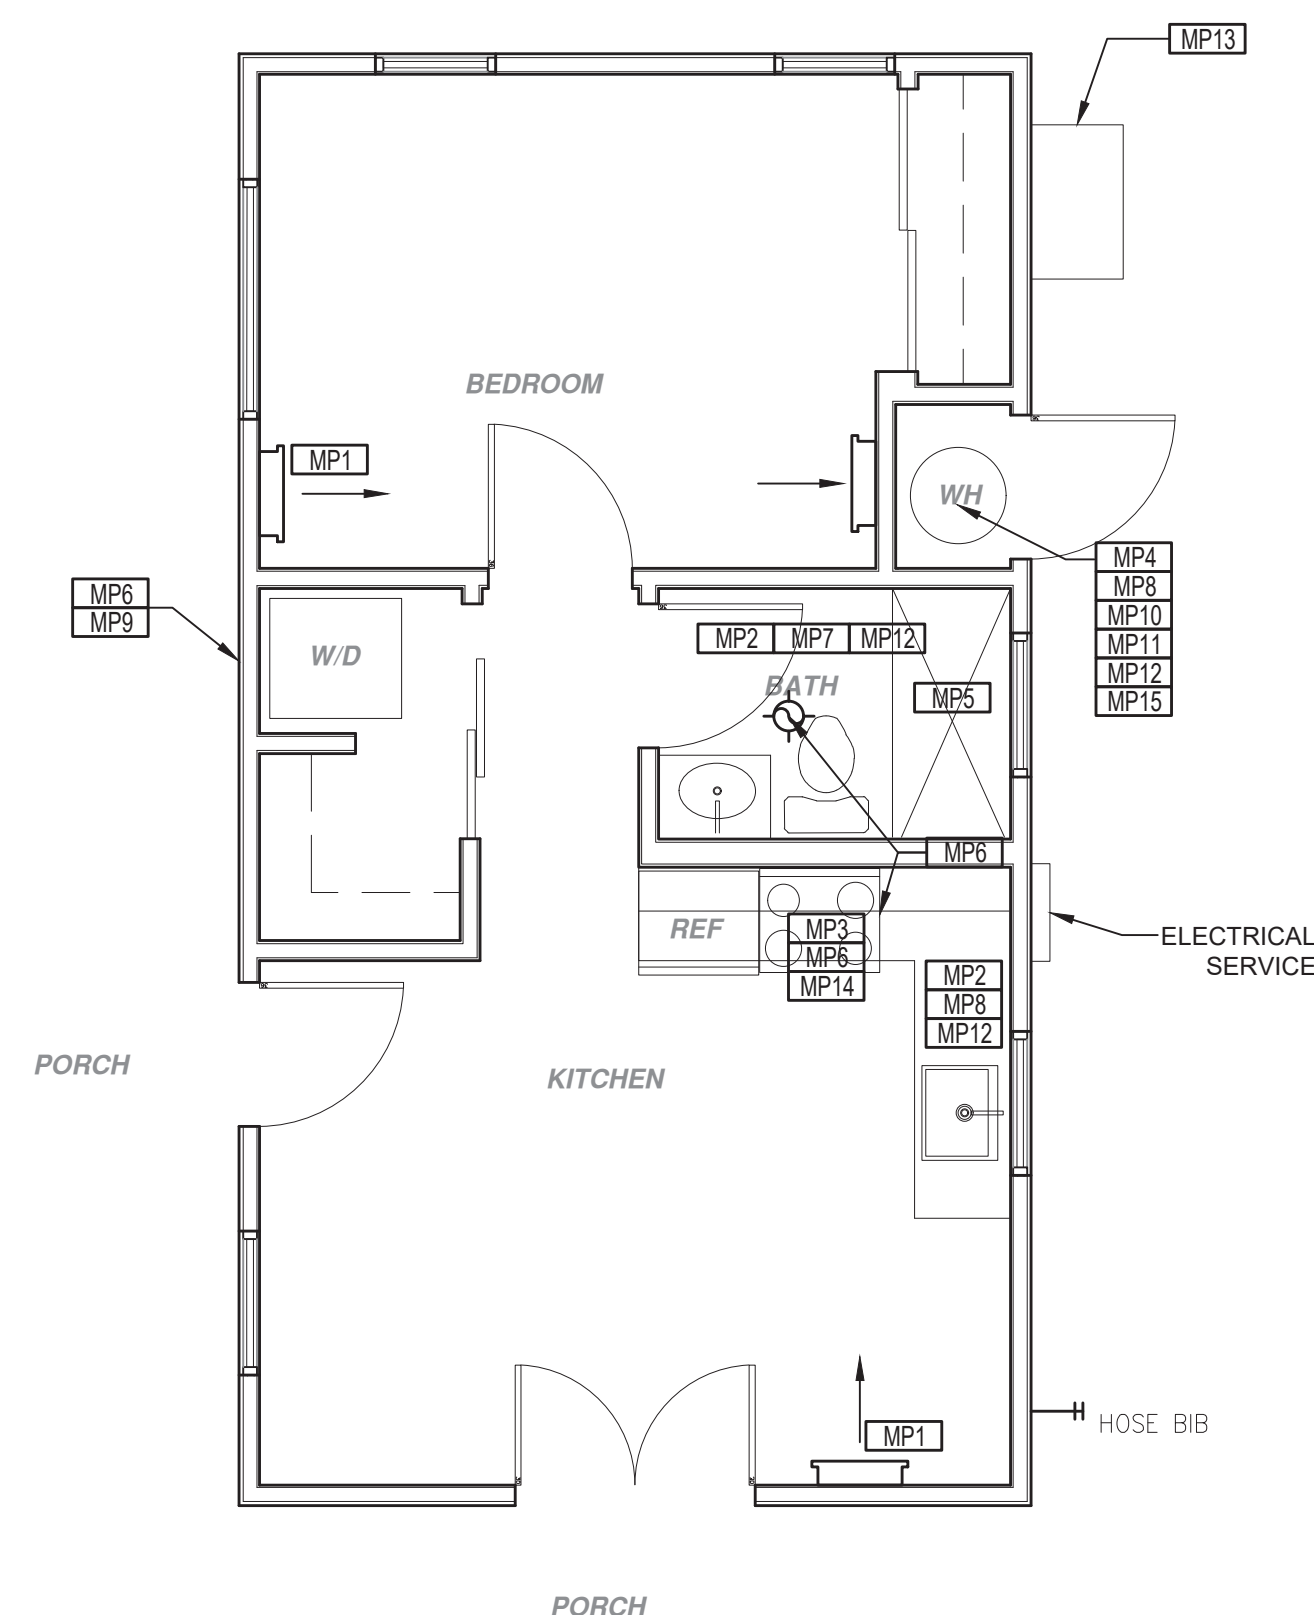 MP13
BEDROOM
MP1
WH
MP4
MP8
MP10
MP11
MP12
MP15
MP6
MP9
W/D
MP2 MP7 MP12
BATH
MP5
MP6
REF
MP3
MP6
MP14
ELECTRICAL
SERVICE
MP2
MP8
MP12
PORCH
KITCHEN
MP1
HOSE BIB
PORCH